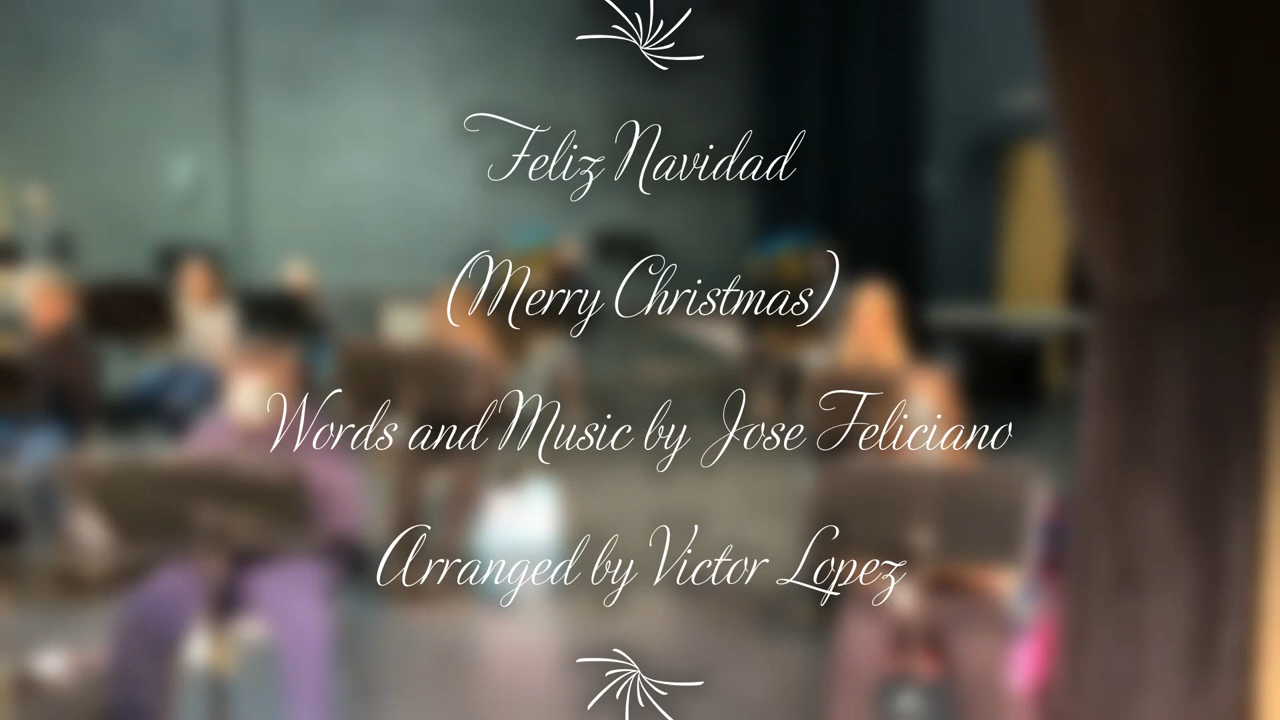 Feliz Navidad
(Merry Christmas)
Words and Music by Jose Feliciano
Arranged by Victor Lopez